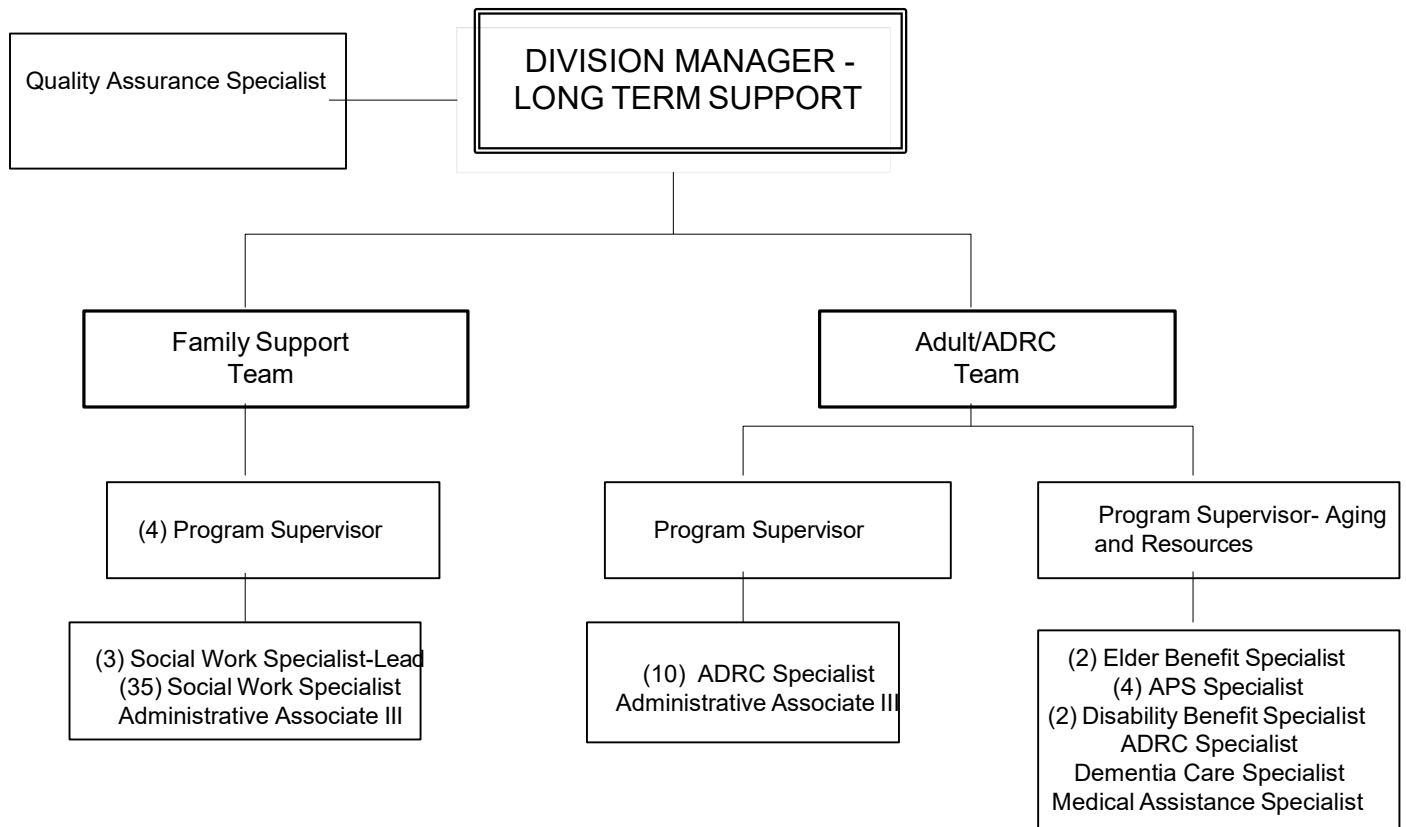 Quality Assurance Specialist
DIVISION MANAGER -
LONG TERM SUPPORT
Family Support
Team
Adult/ADRC
Team
(4) Program Supervisor
Program Supervisor
Program Supervisor- Aging
and Resources
(3) Social Work Specialist-Lead
(35) Social Work Specialist
Administrative Associate III
(10) ADRC Specialist
Administrative Associate III
(2) Elder Benefit Specialist
(4) APS Specialist
(2) Disability Benefit Specialist
ADRC Specialist
Dementia Care Specialist
Medical Assistance Specialist